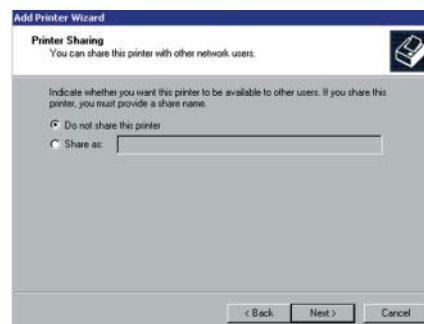 Add Printer Wizard
Printer Sharing
You can share this printer with other network users.
Indicate whether you want this printer to be available to other users. If you share this
printer, you must provide a share name.
Do not share this printer
Share as:
< Back
Next >
Cancel